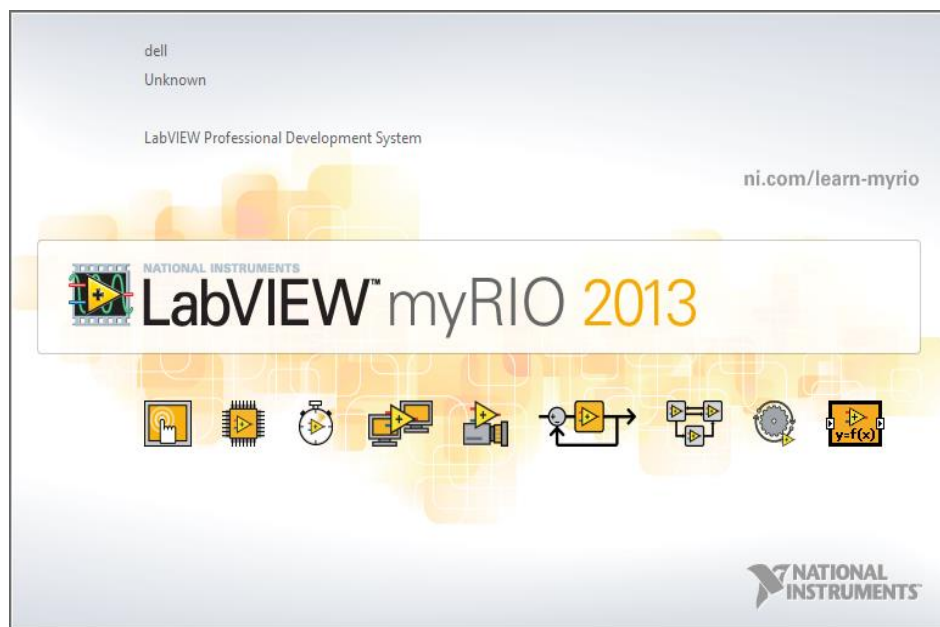 dell
Unknown
LabVIEW Professional Development System
ni.com/learn-myrio
NATIONAL INSTRUMENTS
LabVIEW™ myRIO 2013
y=f(x)
NATIONAL
INSTRUMENTS™